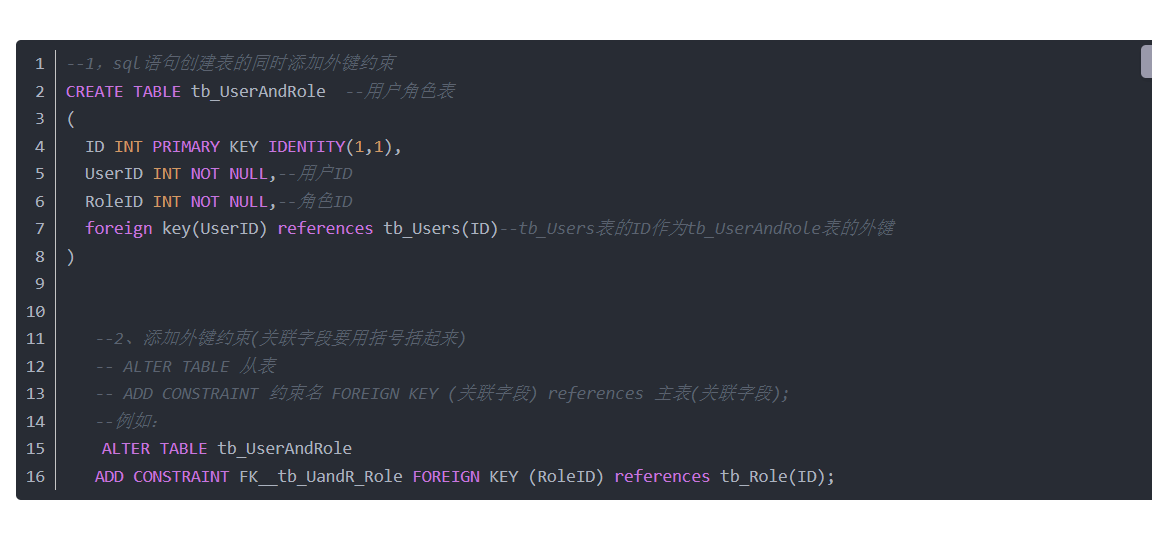 1 --1，sql语句创建表的同时添加外键约束
2 CREATE TABLE tb_UserAndRole  --用户角色表
3 (
4   ID INT PRIMARY KEY IDENTITY(1,1),
5   UserID INT NOT NULL,--用户ID
6   RoleID INT NOT NULL,--角色ID
7   foreign key(UserID) references tb_Users(ID)--tb_Users表的ID作为tb_UserAndRole表的外键
8 )
9
10
11    --2、添加外键约束(关联字段要用括号括起来)
12    -- ALTER TABLE 从表
13    -- ADD CONSTRAINT 约束名 FOREIGN KEY (关联字段) references 主表(关联字段);
14    --例如：
15    ALTER TABLE tb_UserAndRole
16    ADD CONSTRAINT FK__tb_UandR_Role FOREIGN KEY (RoleID) references tb_Role(ID);